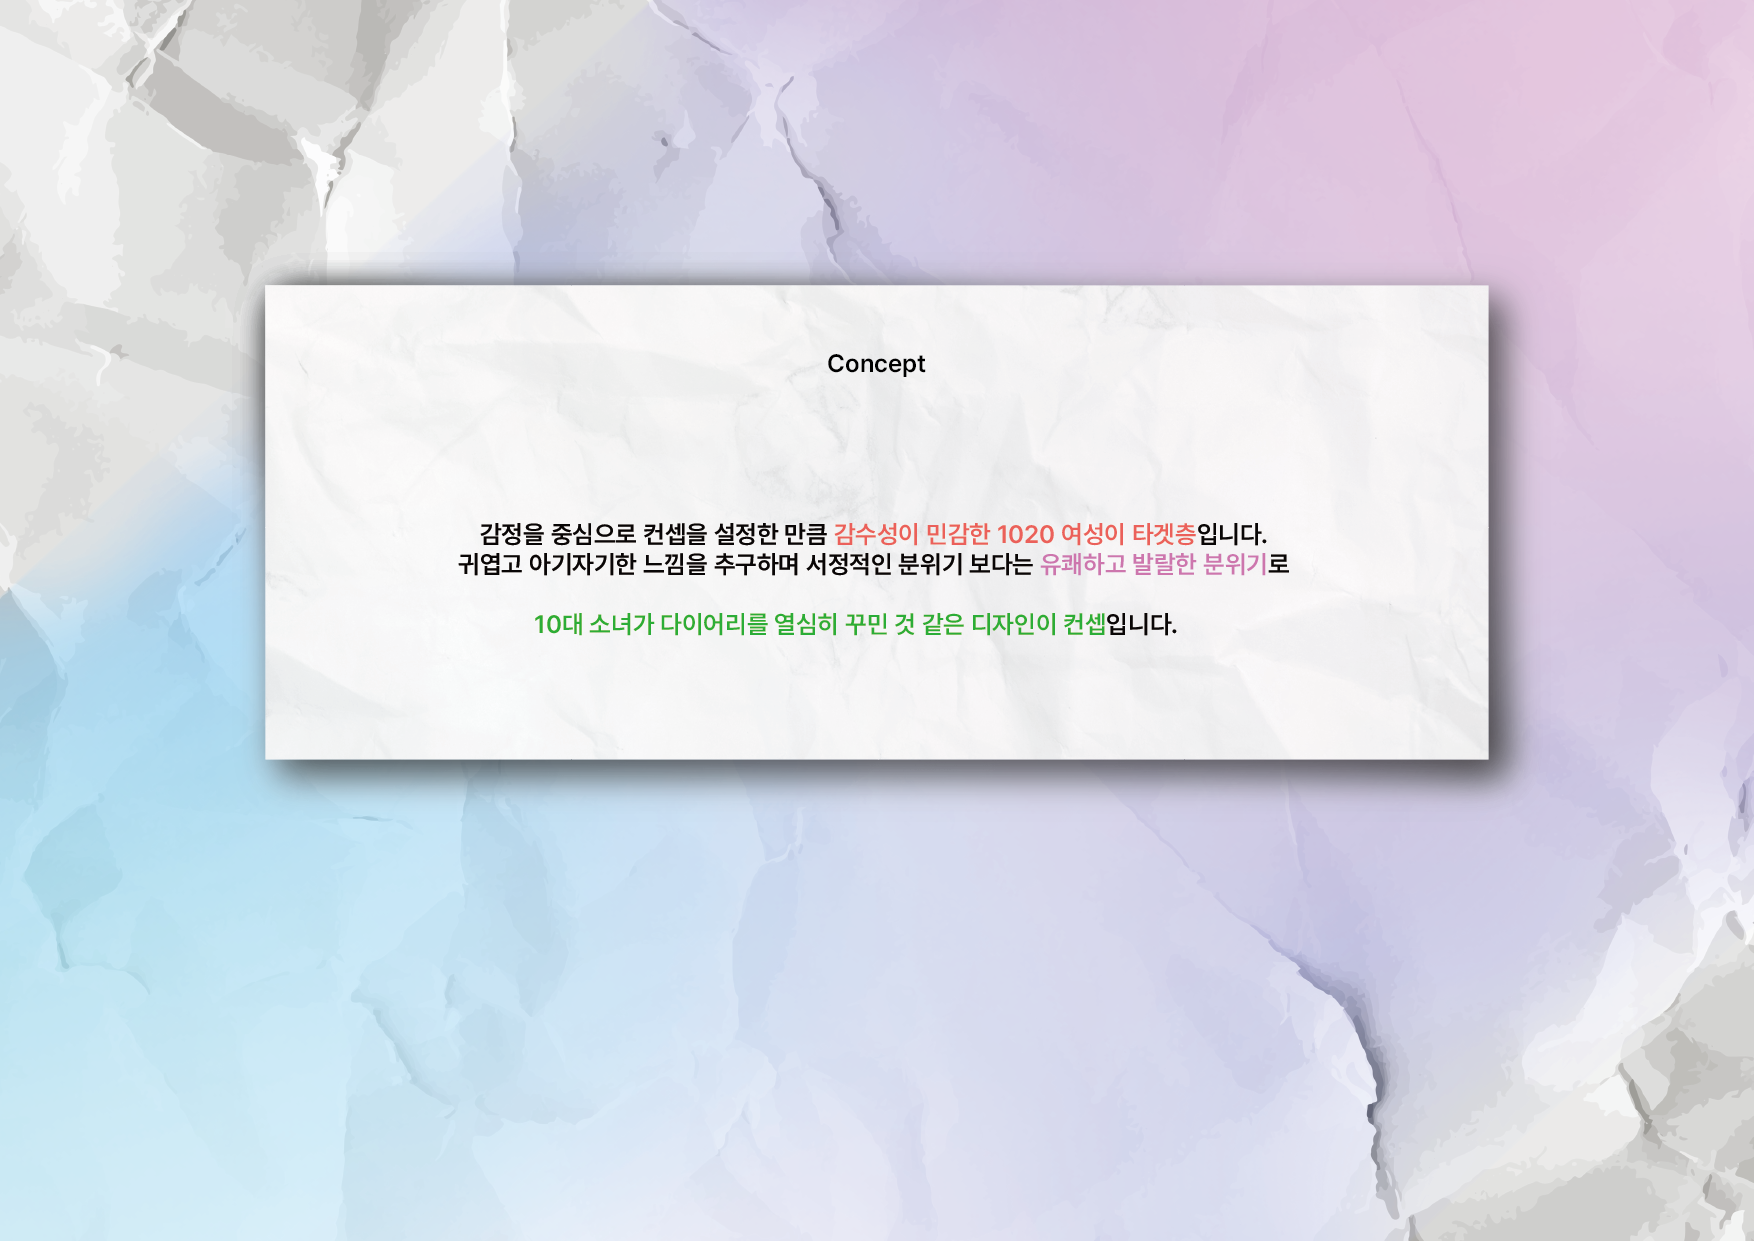 Concept
감정을 중심으로 컨셉을 설정한 만큼 감수성이 민감한 1020 여성이 타겟층입니다.
귀엽고 아기자기한 느낌을 추구하며 서정적인 분위기 보다는 유쾌하고 발랄한 분위기로
10대 소녀가 다이어리를 열심히 꾸민 것 같은 디자인이 컨셉입니다.